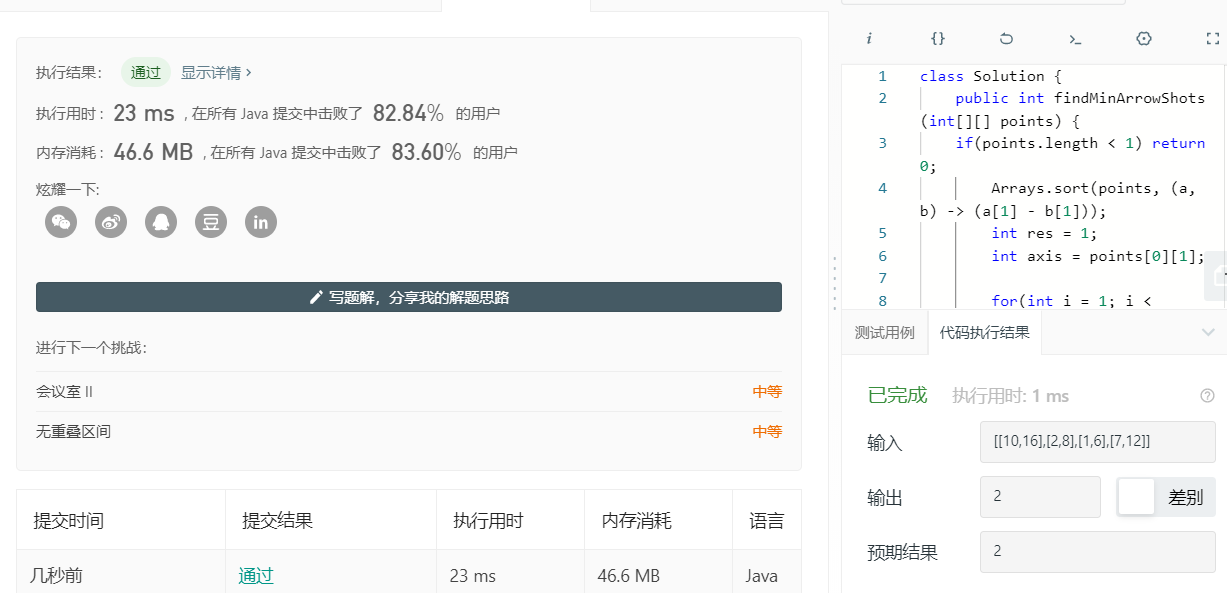 执行结果： 通过 显示详情 ›
执行用时： 23 ms , 在所有 Java 提交中击败了 82.84% 的用户
内存消耗： 46.6 MB , 在所有 Java 提交中击败了 83.60% 的用户
炫耀一下:
豆 in
写题解，分享我的解题思路
进行下一个挑战：
会议室 II 中等
无重叠区间 中等
提交时间 提交结果 执行用时 内存消耗 语言
几秒前 通过 23 ms 46.6 MB Java
i {} >_
1 class Solution {
2 public int findMinArrowShots
(int[][] points) {
3 if(points.length < 1) return
0;
4 Arrays.sort(points, (a,
b) -> (a[1] - b[1]));
5 int res = 1;
6 int axis = points[0][1];
7
8 for(int i = 1; i <
测试用例 代码执行结果
已完成 执行用时: 1 ms ?
输入 [[10,16],[2,8],[1,6],[7,12]]
输出 2 差别
预期结果 2